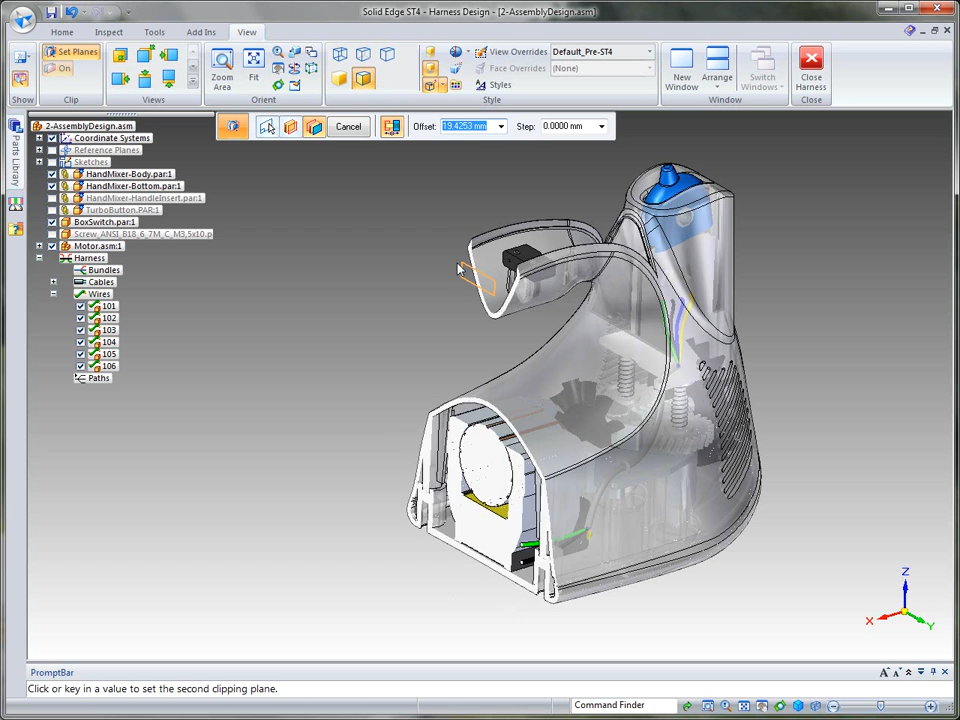 Solid Edge ST4 - Harness Design - [2-AssemblyDesign.asm]
Home Inspect Tools Add Ins View
Set Planes
On
Zoom Area
Fit
View Overrides Default_Pre-ST4
Face Overrides (None)
Styles
New Window
Arrange
Switch Windows
Close Harness
Show Clip Views Orient Style Window Close
Cancel Offset: 19.4253 mm Step: 0.0000 mm
Parts Library
2-AssemblyDesign.asm
Coordinate Systems
Reference Planes
Sketches
HandMixer-Body.par:1
HandMixer-Bottom.par:1
HandMixer-HandleInsert.par:1
TurboButton.PAR:1
BoxSwitch.par:1
Screw_ANSI_B18_6_7M_C_M3,5x10.p
Motor.asm:1
Harness
Bundles
Cables
Wires
101
102
103
104
105
106
Paths
Z
X
Y
PromptBar
Click or key in a value to set the second clipping plane.
Command Finder